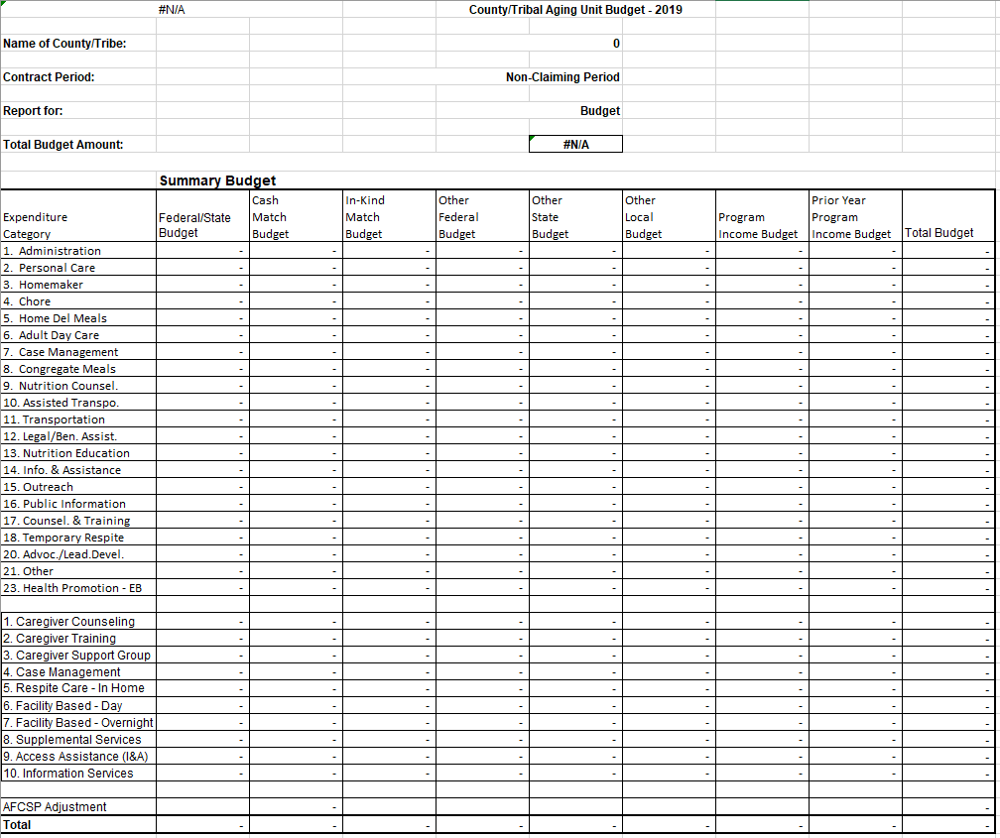 #N/A County/Tribal Aging Unit Budget - 2019
Name of County/Tribe: 0
Contract Period: Non-Claiming Period
Report for: Budget
Total Budget Amount: #N/A
Summary Budget
Cash In-Kind Other Other Other Prior Year
Expenditure Federal/State Match Match Federal State Local Program Program
Category Budget Budget Budget Budget Budget Budget Income Budget Income Budget Total Budget
1. Administration - - - - - - - - -
2. Personal Care - - - - - - - - -
3. Homemaker - - - - - - - - -
4. Chore - - - - - - - - -
5. Home Del Meals - - - - - - - - -
6. Adult Day Care - - - - - - - - -
7. Case Management - - - - - - - - -
8. Congregate Meals - - - - - - - - -
9. Nutrition Counsel. - - - - - - - - -
10. Assisted Transpo. - - - - - - - - -
11. Transportation - - - - - - - - -
12. Legal/Ben. Assist. - - - - - - - - -
13. Nutrition Education - - - - - - - - -
14. Info. & Assistance - - - - - - - - -
15. Outreach - - - - - - - - -
16. Public Information - - - - - - - - -
17. Counsel. & Training - - - - - - - - -
18. Temporary Respite - - - - - - - - -
20. Advoc./Lead.Devel. - - - - - - - - -
21. Other - - - - - - - - -
23. Health Promotion - EB - - - - - - - - -
1. Caregiver Counseling - - - - - - - - -
2. Caregiver Training - - - - - - - - -
3. Caregiver Support Group - - - - - - - - -
4. Case Management - - - - - - - - -
5. Respite Care - In Home - - - - - - - - -
6. Facility Based - Day - - - - - - - - -
7. Facility Based - Overnight - - - - - - - - -
8. Supplemental Services - - - - - - - - -
9. Access Assistance (I&A) - - - - - - - - -
10. Information Services - - - - - - - - -
AFCSP Adjustment - -
Total - - - - - - - - -